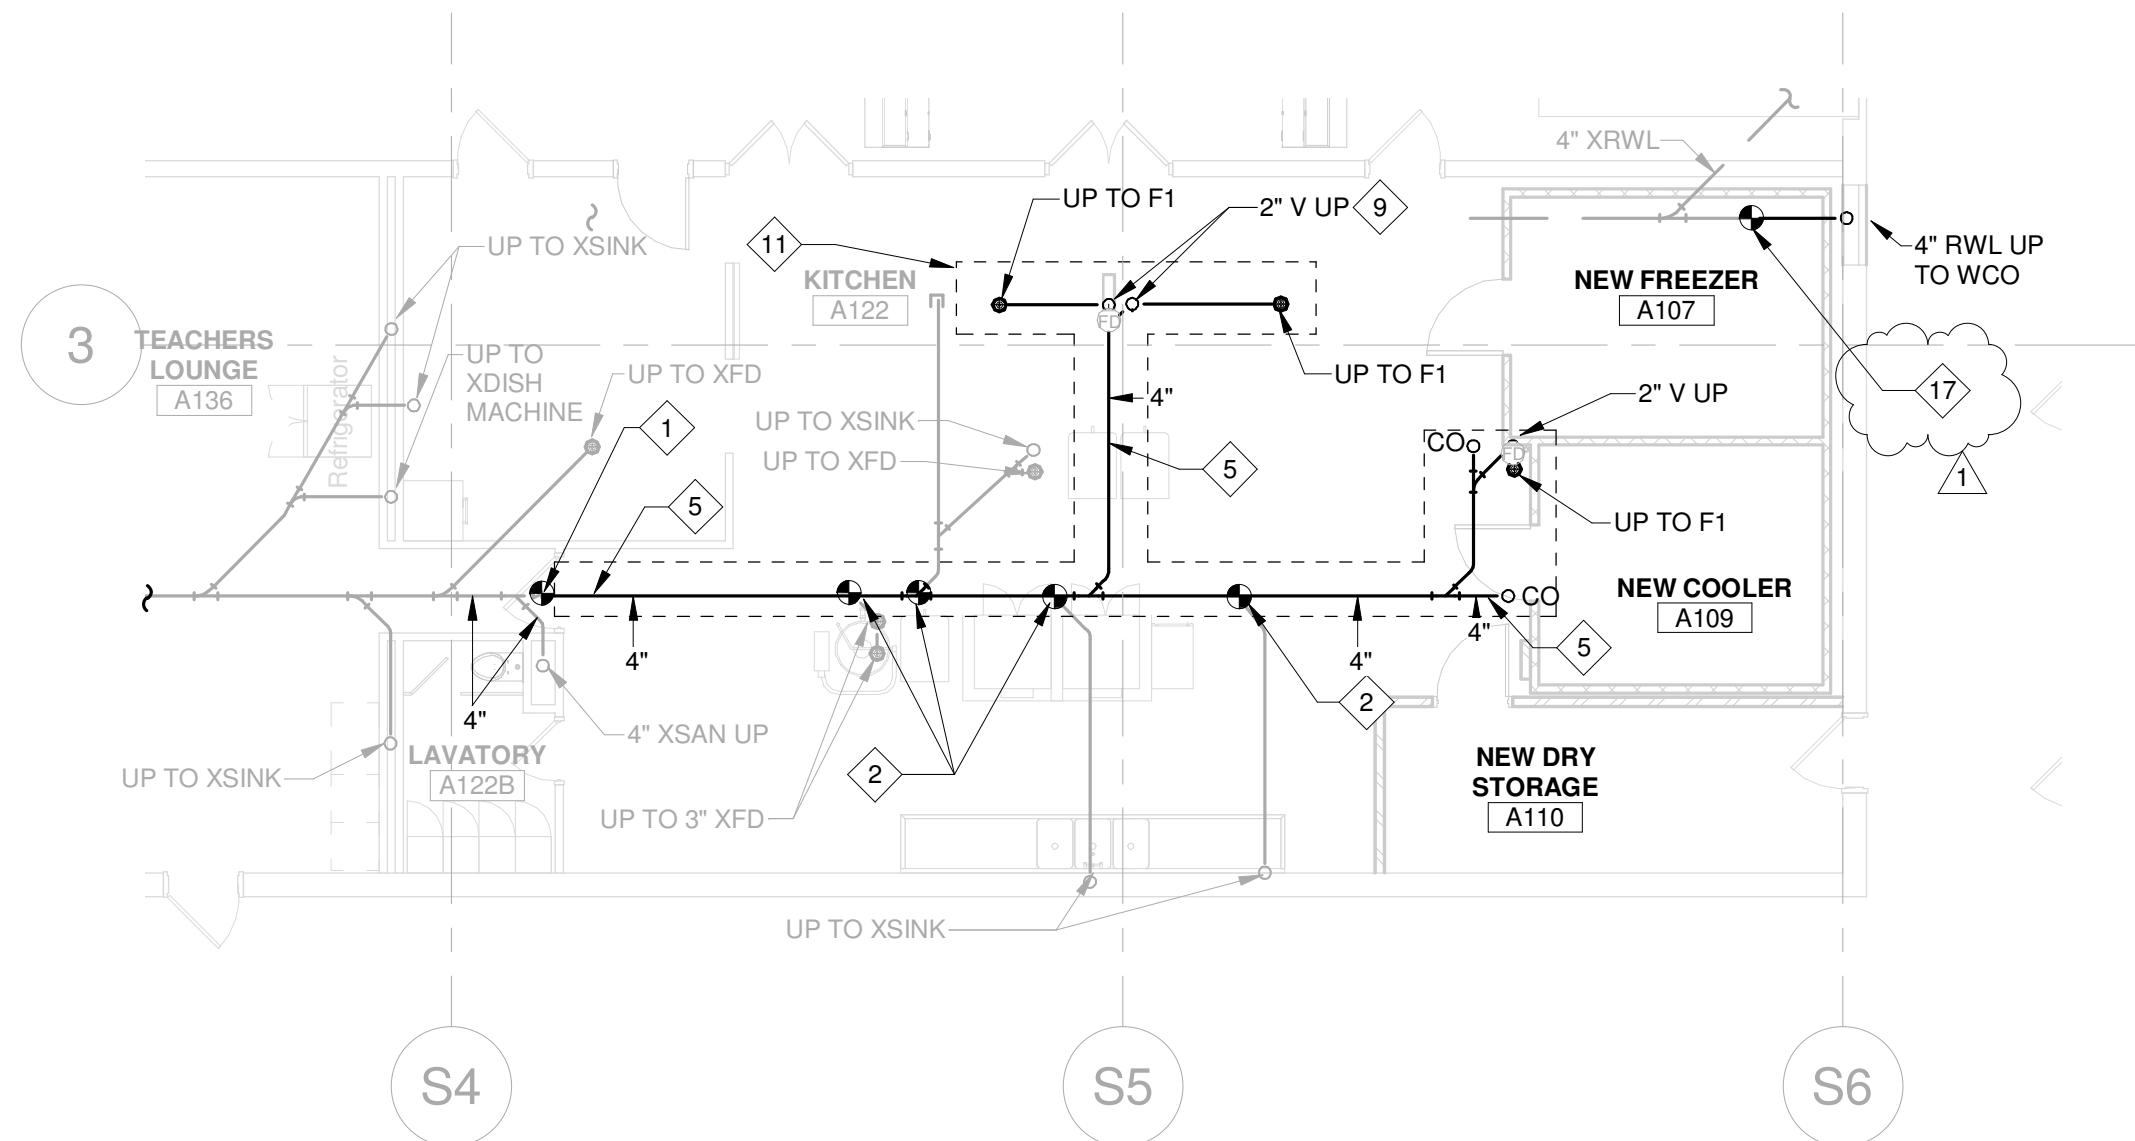 4" XRWL
UP TO F1
2" V UP
9
11
UP TO XSINK
4" RWL UP
TO WCO
KITCHEN
A122
NEW FREEZER
A107
FD
3
TEACHERS
LOUNGE
A136
Refrigerator
UP TO
XDISH
MACHINE
UP TO XFD
UP TO F1
17
4"
2" V UP
1
UP TO XSINK
CO
FD
UP TO XFD
5
1
5
UP TO F1
NEW COOLER
A109
CO
4"
4"
4"
5
4"
2
4" XSAN UP
LAVATORY
A122B
UP TO XSINK
2
NEW DRY
STORAGE
A110
UP TO 3" XFD
UP TO XSINK
S4
S5
S6